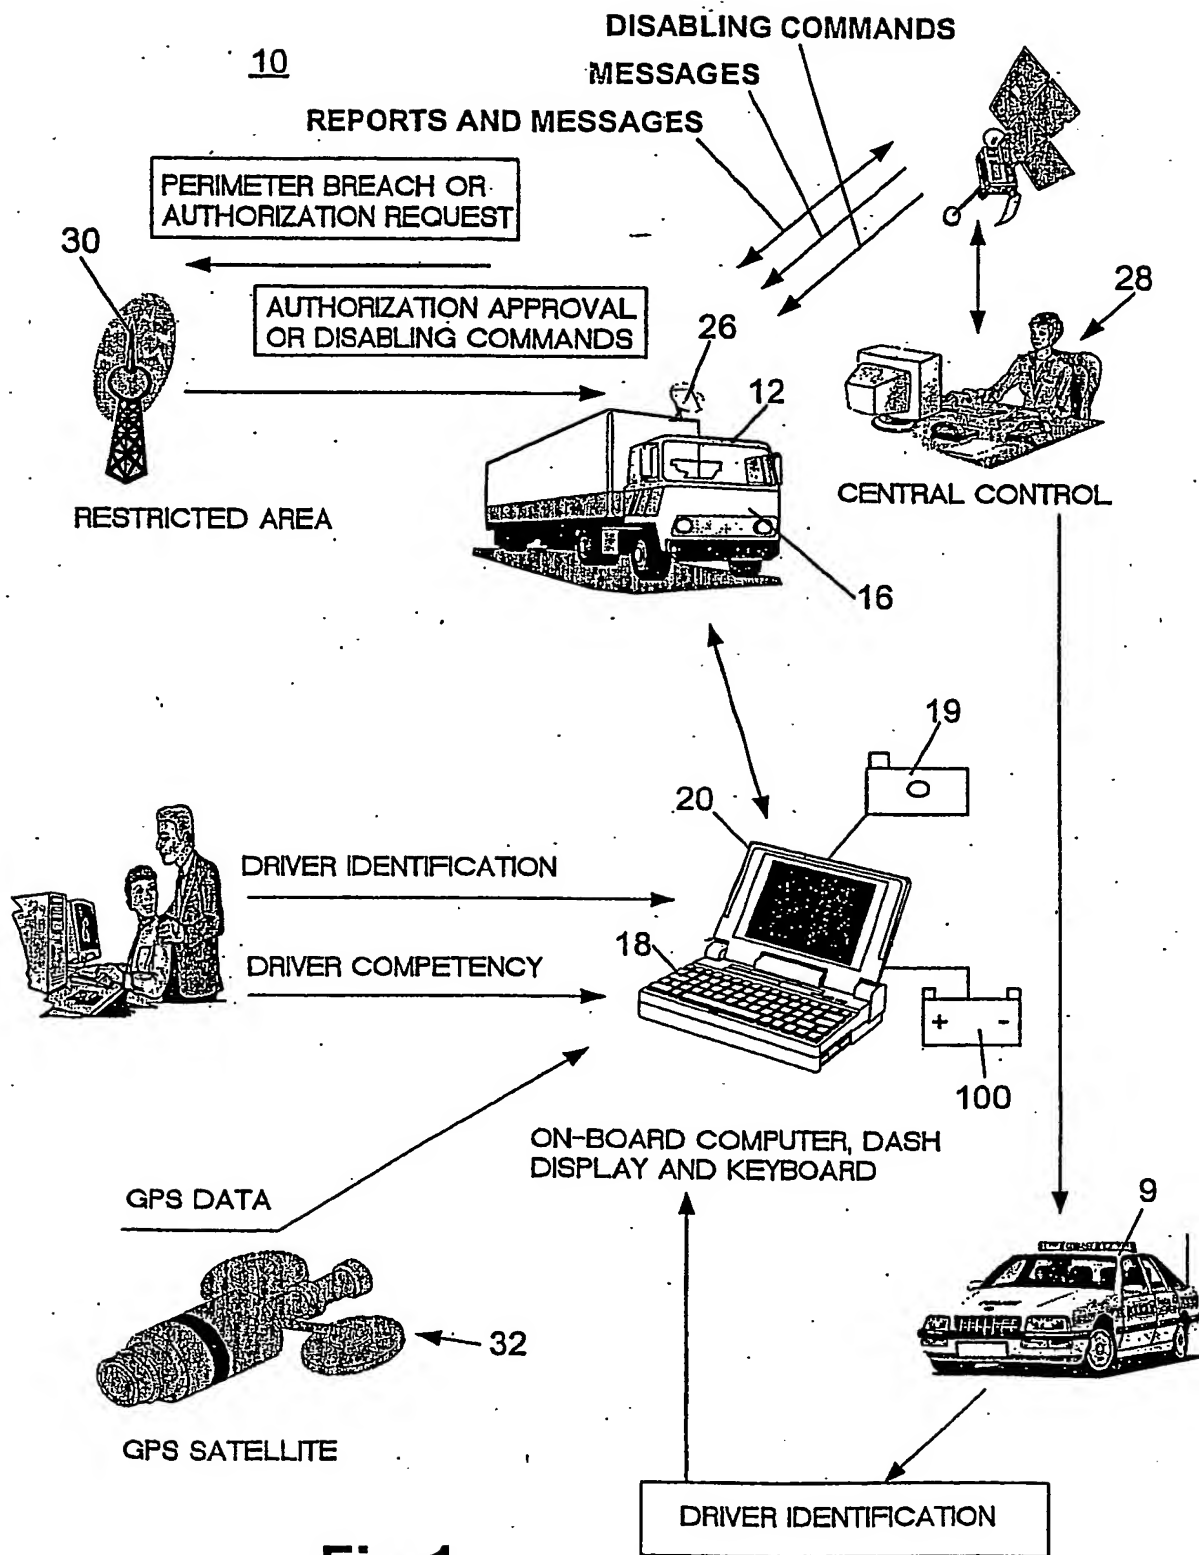 10
DISABLING COMMANDS
MESSAGES
REPORTS AND MESSAGES
PERIMETER BREACH OR
AUTHORIZATION REQUEST
30
AUTHORIZATION APPROVAL
OR DISABLING COMMANDS
28
26
12
RESTRICTED AREA
CENTRAL CONTROL
16
19
20
DRIVER IDENTIFICATION
18
DRIVER COMPETENCY
+ -
100
ON-BOARD COMPUTER, DASH
DISPLAY AND KEYBOARD
GPS DATA
9
32
GPS SATELLITE
DRIVER IDENTIFICATION